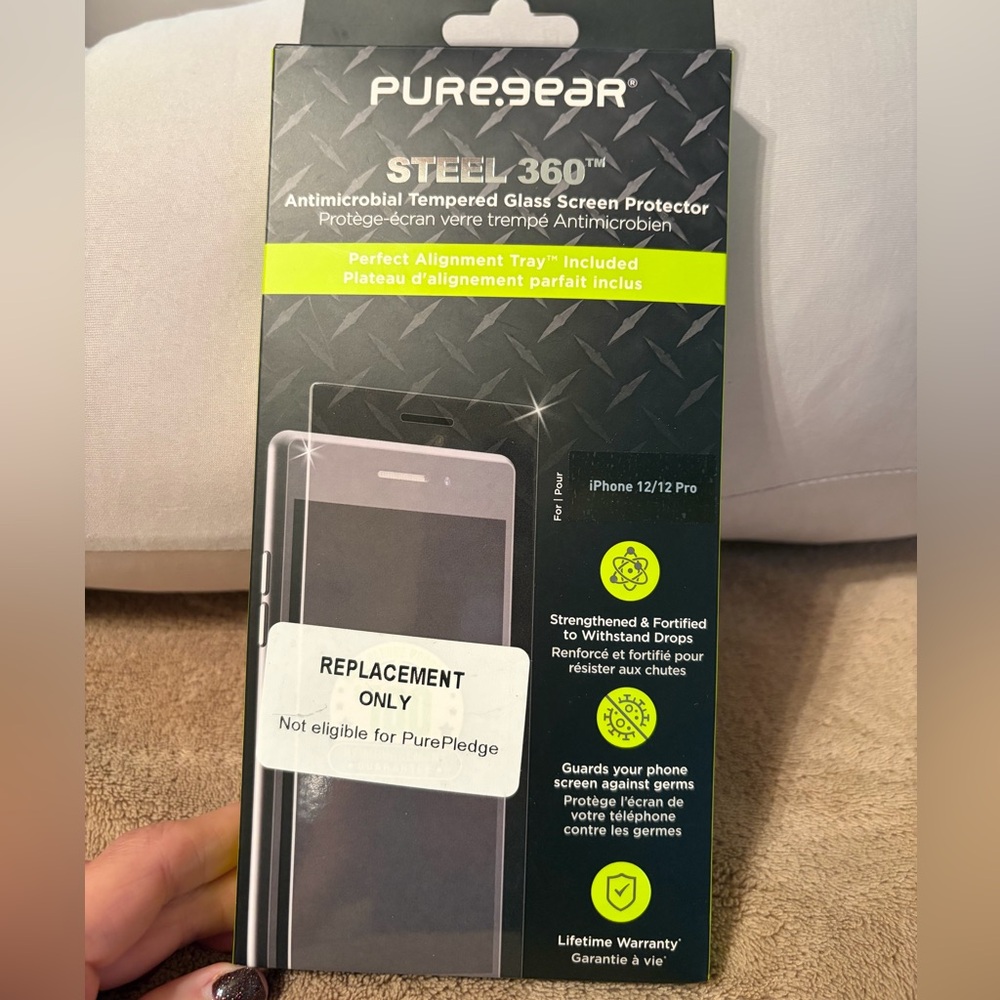 PUREGEAR®
STEEL 360™
Antimicrobial Tempered Glass Screen Protector
Protège-écran verre trempé Antimicrobien
Perfect Alignment Tray™ Included
Plateau d'alignement parfait inclus
For | Pour
iPhone 12/12 Pro
Strengthened & Fortified
to Withstand Drops
Renforcé et fortifié pour
résister aux chutes
REPLACEMENT
ONLY
Not eligible for PurePledge
Guards your phone
screen against germs
Protège l'écran de
votre téléphone
contre les germes
Lifetime Warranty*
Garantie à vie*